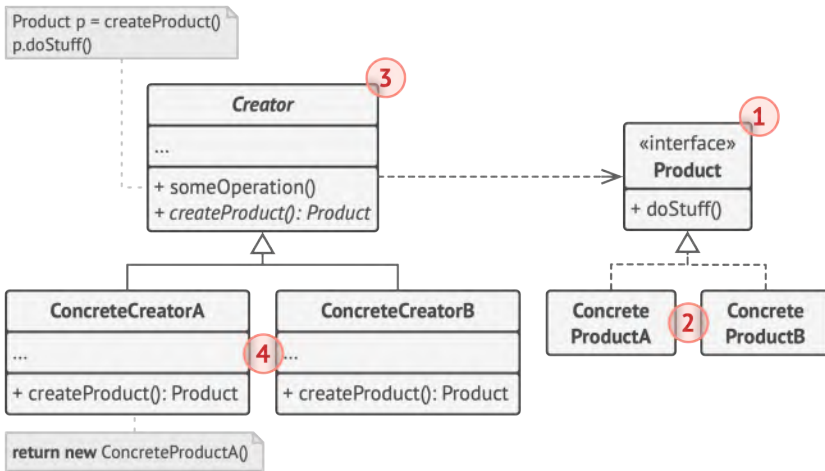 Product p = createProduct()
p.doStuff()
3
Creator
...
+ someOperation()
+ createProduct(): Product
1
«interface»
Product
+ doStuff()
ConcreteCreatorA
...
+ createProduct(): Product
4
ConcreteCreatorB
...
+ createProduct(): Product
Concrete
ProductA
2
Concrete
ProductB
return new ConcreteProductA()